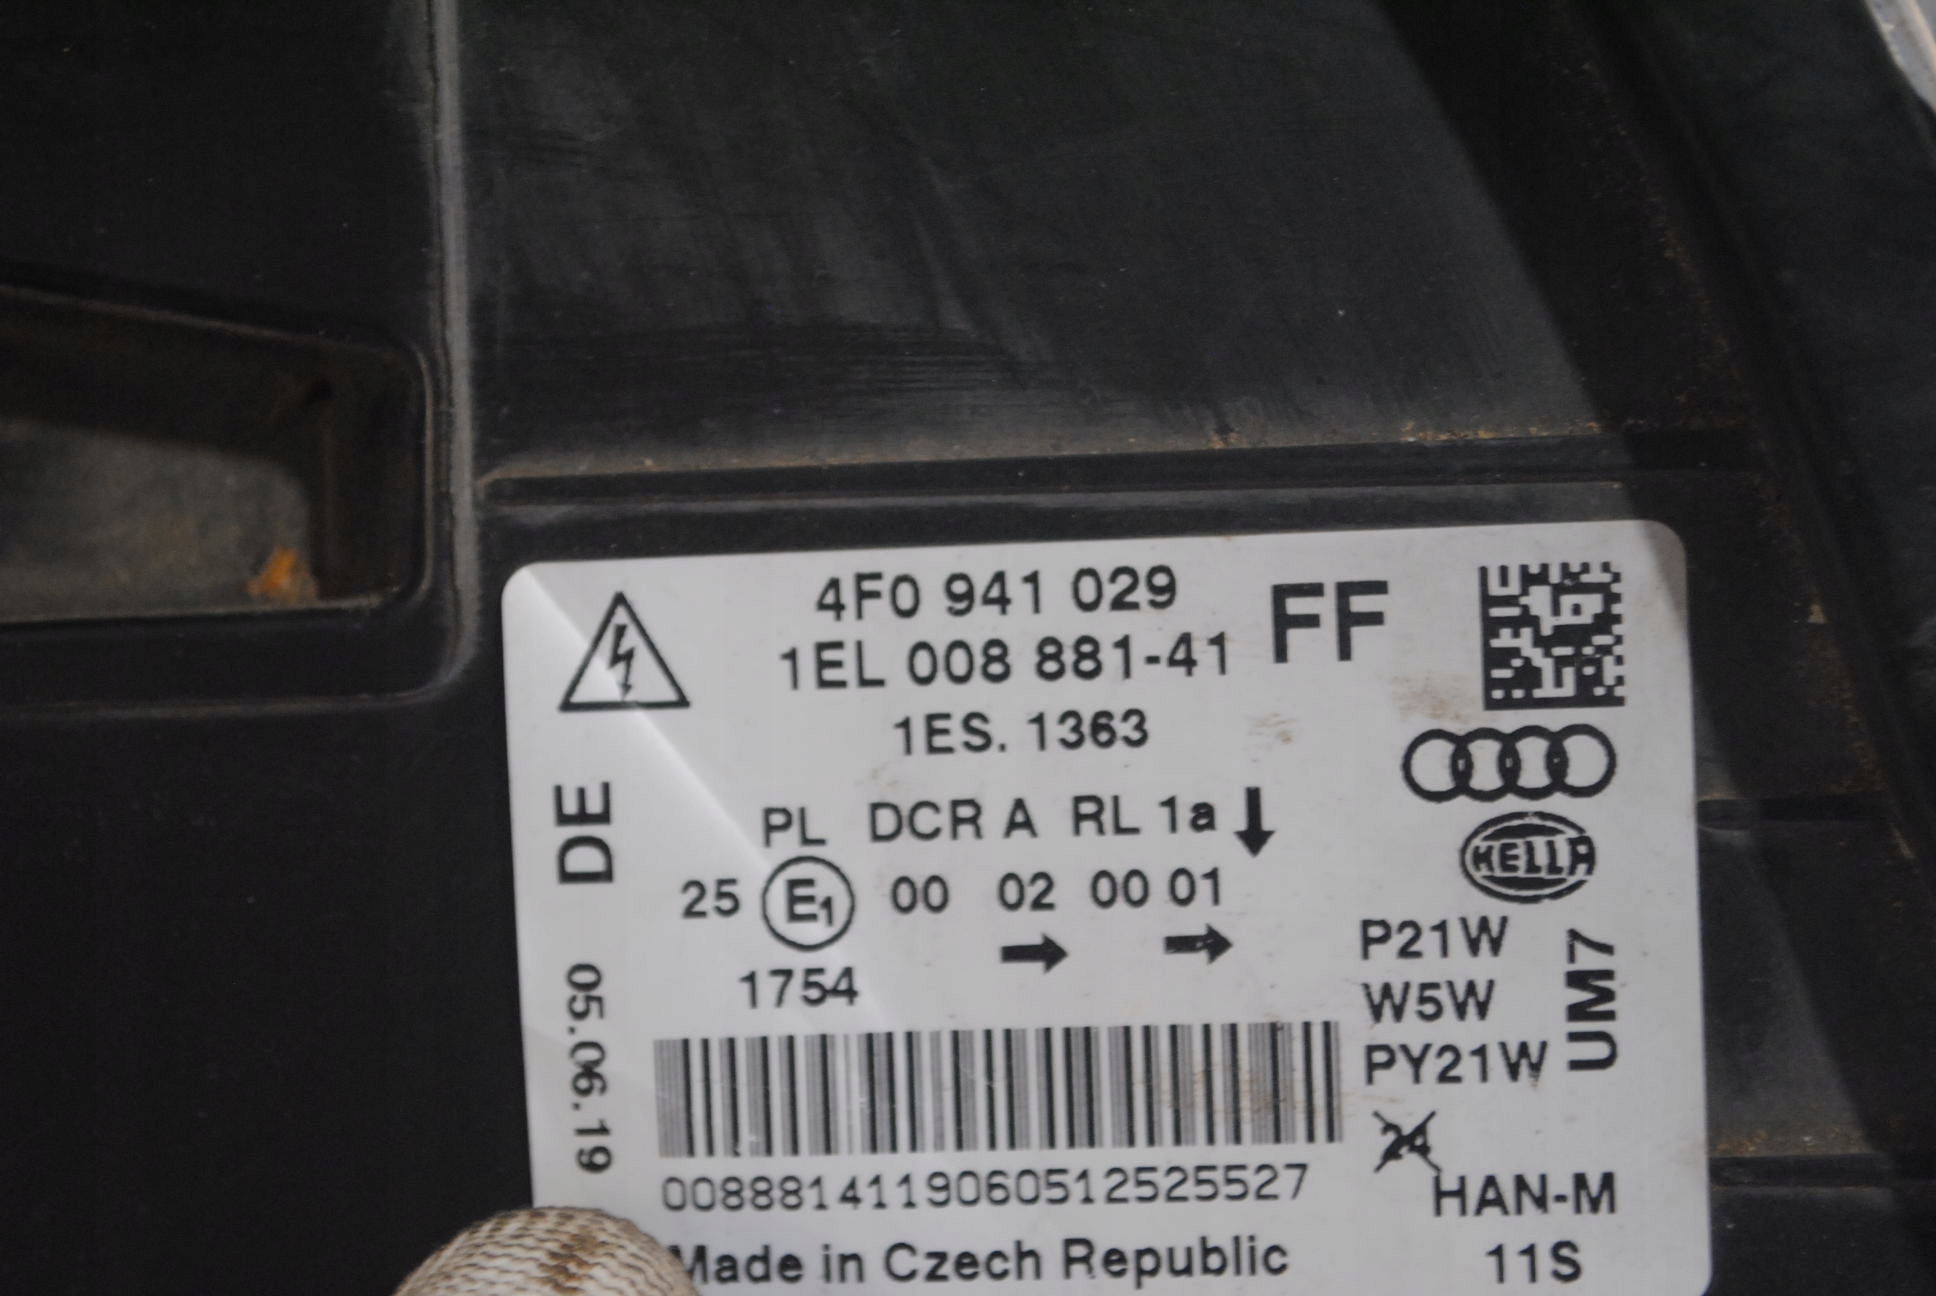 4F0 941 029
FF
1EL 008 881-41
1ES. 1363
DE
PL DCR A RL 1a
25 E1 00 02 00 01
HELLA
P21W
W5W
PY21W
UM7
1754
05.06.19
0088814119060512525527
HAN-M
Made in Czech Republic
11S